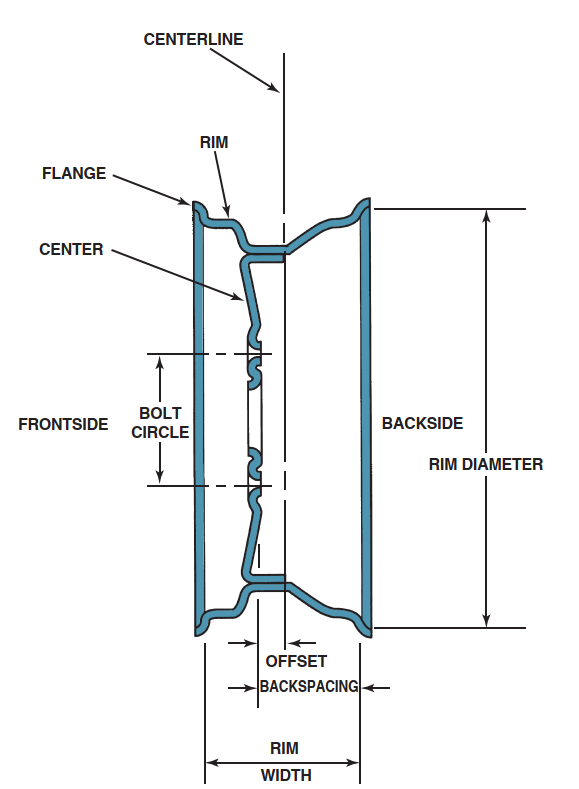 CENTERLINE
RIM
FLANGE
CENTER
BOLT
CIRCLE
FRONTSIDE
BACKSIDE
RIM DIAMETER
OFFSET
BACKSPACING
RIM
WIDTH